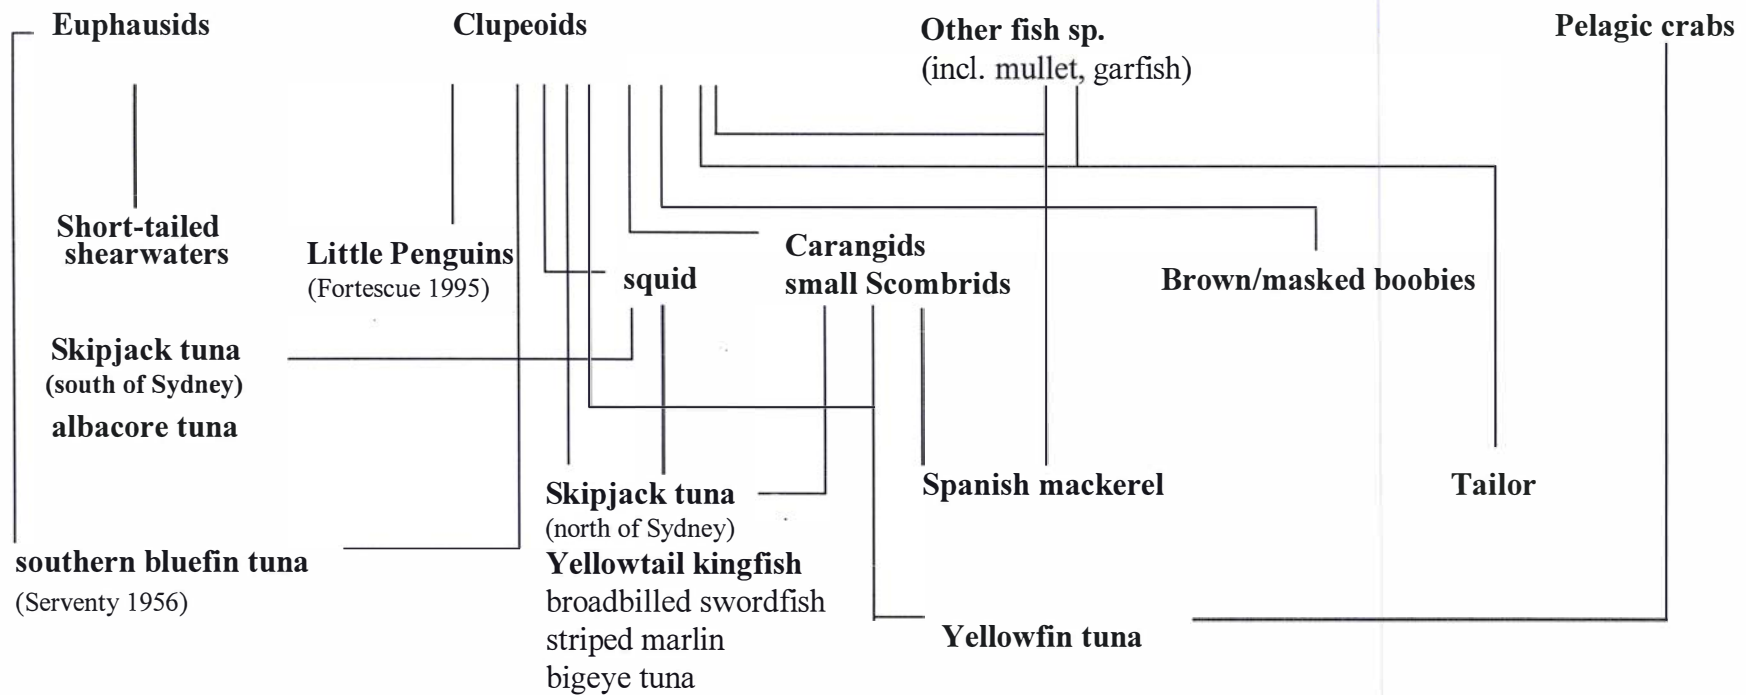 Euphausids
Clupeoids
Other fish sp.
(incl. mullet, garfish)
Pelagic crabs
Short-tailed
shearwaters
Little Penguins
(Fortescue 1995)
squid
Carangids
small Scombrids
Brown/masked boobies
Skipjack tuna
(south of Sydney)
albacore tuna
Skipjack tuna
(north of Sydney)
Yellowtail kingfish
broadbilled swordfish
striped marlin
bigeye tuna
Spanish mackerel
Tailor
southern bluefin tuna
(Serventy 1956)
Yellowfin tuna